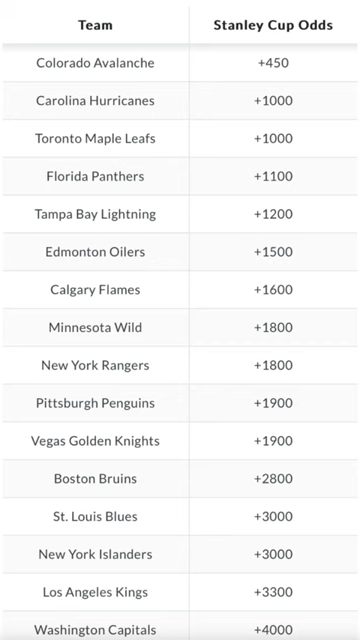 Team Stanley Cup Odds
Colorado Avalanche +450
Carolina Hurricanes +1000
Toronto Maple Leafs +1000
Florida Panthers +1100
Tampa Bay Lightning +1200
Edmonton Oilers +1500
Calgary Flames +1600
Minnesota Wild +1800
New York Rangers +1800
Pittsburgh Penguins +1900
Vegas Golden Knights +1900
Boston Bruins +2800
St. Louis Blues +3000
New York Islanders +3000
Los Angeles Kings +3300
Washington Capitals +4000